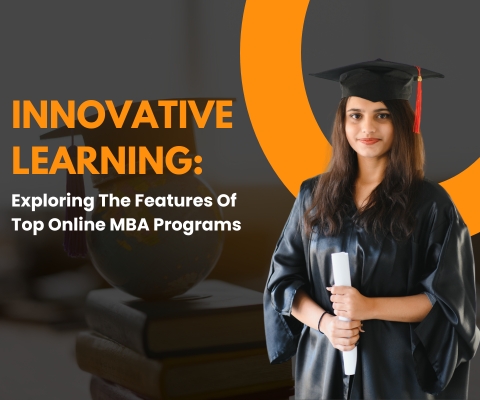 INNOVATIVE
LEARNING:
Exploring The Features Of
Top Online MBA Programs